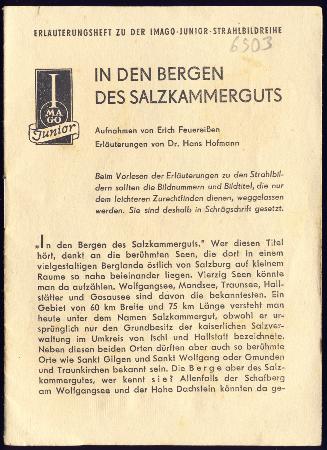 ERLÄUTERUNGSHEFT ZU DER IMAGO-JUNIOR-STRAHLBILDREIHE
6503
I
MA
GO
Junior
IN DEN BERGEN
DES SALZKAMMERGUTS
Aufnahmen von Erich Feuereißen
Erläuterungen von Dr. Hans Hofmann
Beim Vorlesen der Erläuterungen zu den Strahlbil-
dern sollten die Bildnummern und Bildtitel, die nur
dem leichteren Zurechtfinden dienen, weggelassen
werden. Sie sind deshalb in Schrägschrift gesetzt.
„In den Bergen des Salzkammerguts." Wer diesen Titel
hört, denkt an die berühmten Seen, die dort in einem
vielgestaltigen Berglande östlich von Salzburg auf kleinem
Raume so nahe beieinander liegen. Vierzig Seen könnte
man da aufzählen. Wolfgangsee, Mondsee, Traunsee, Hall-
stätter und Gosausee sind davon die bekanntesten. Ein
Gebiet von 60 km Breite und 75 km Länge versteht man
heute unter dem Namen Salzkammergut, obwohl er ur-
sprünglich nur den Grundbesitz der kaiserlichen Salzver-
waltung im Umkreis von Ischl und Hallstatt bezeichnete.
Neben diesen beiden Orten dürften aber auch so berühmte
Orte wie Sankt Gilgen und Sankt Wolfgang oder Gmunden
und Traunkirchen bekannt sein. Die Berge aber des Salz-
kammergutes, wer kennt sie? Allenfalls der Schafberg
am Wolfgangsee und der Hohe Dachstein könnten da ge-